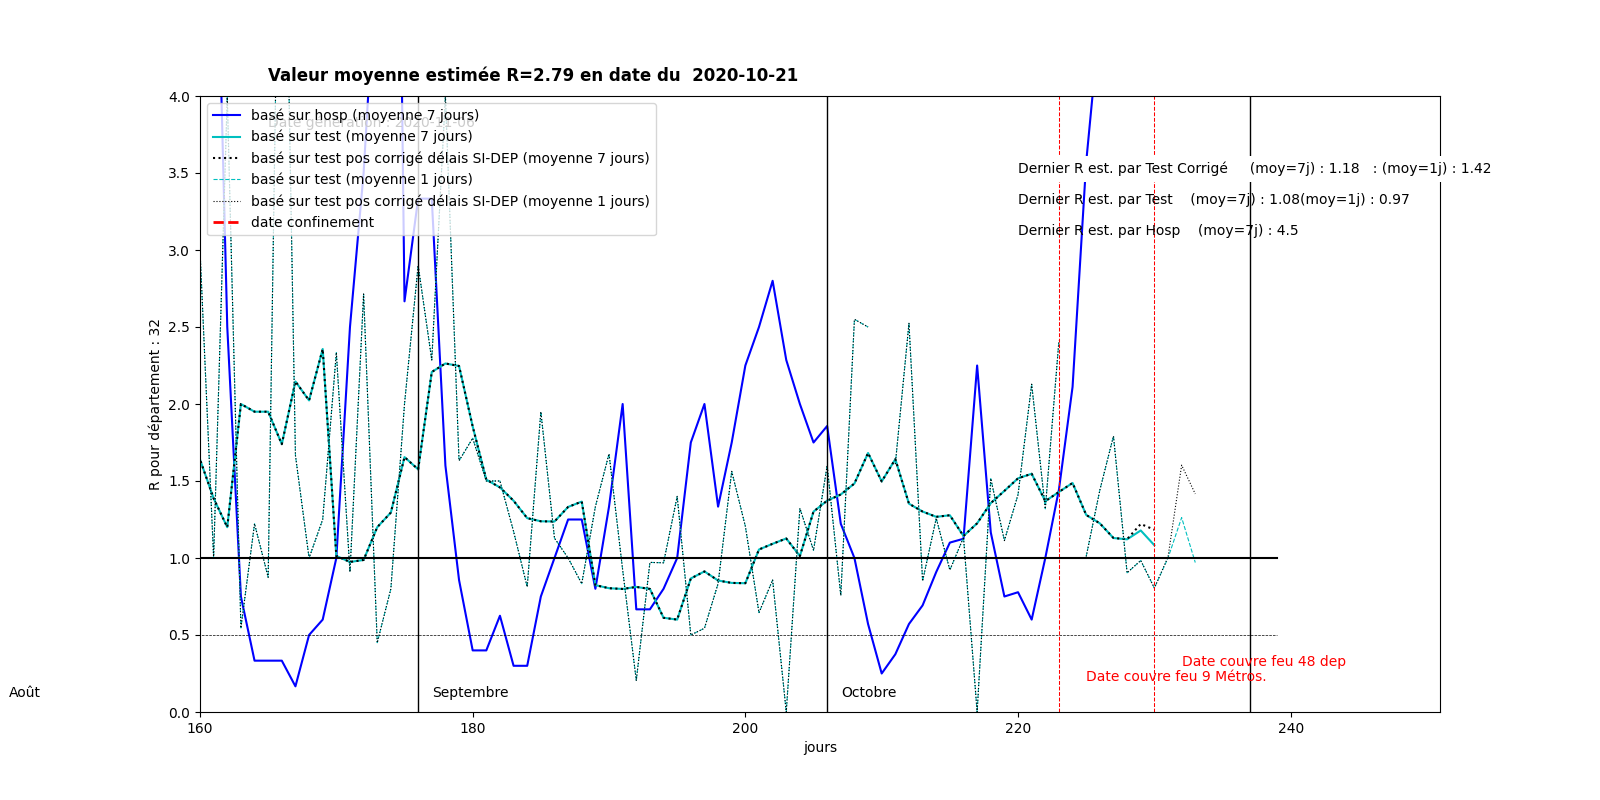 Valeur moyenne estimée R=2.79 en date du  2020-10-21
Date génération : 2020-11-06
basé sur hosp (moyenne 7 jours)
basé sur test (moyenne 7 jours)
basé sur test pos corrigé délais SI-DEP (moyenne 7 jours)
basé sur test (moyenne 1 jours)
basé sur test pos corrigé délais SI-DEP (moyenne 1 jours)
date confinement
Dernier R est. par Test Corrigé     (moy=7j) : 1.18   : (moy=1j) : 1.42
Dernier R est. par Test    (moy=7j) : 1.08(moy=1j) : 0.97
Dernier R est. par Hosp    (moy=7j) : 4.5
R pour département : 32
4.0
3.5
3.0
2.5
2.0
1.5
1.0
0.5
0.0
Date couvre feu 48 dep
Date couvre feu 9 Métros.
Août
Septembre
Octobre
160
180
200
220
240
jours